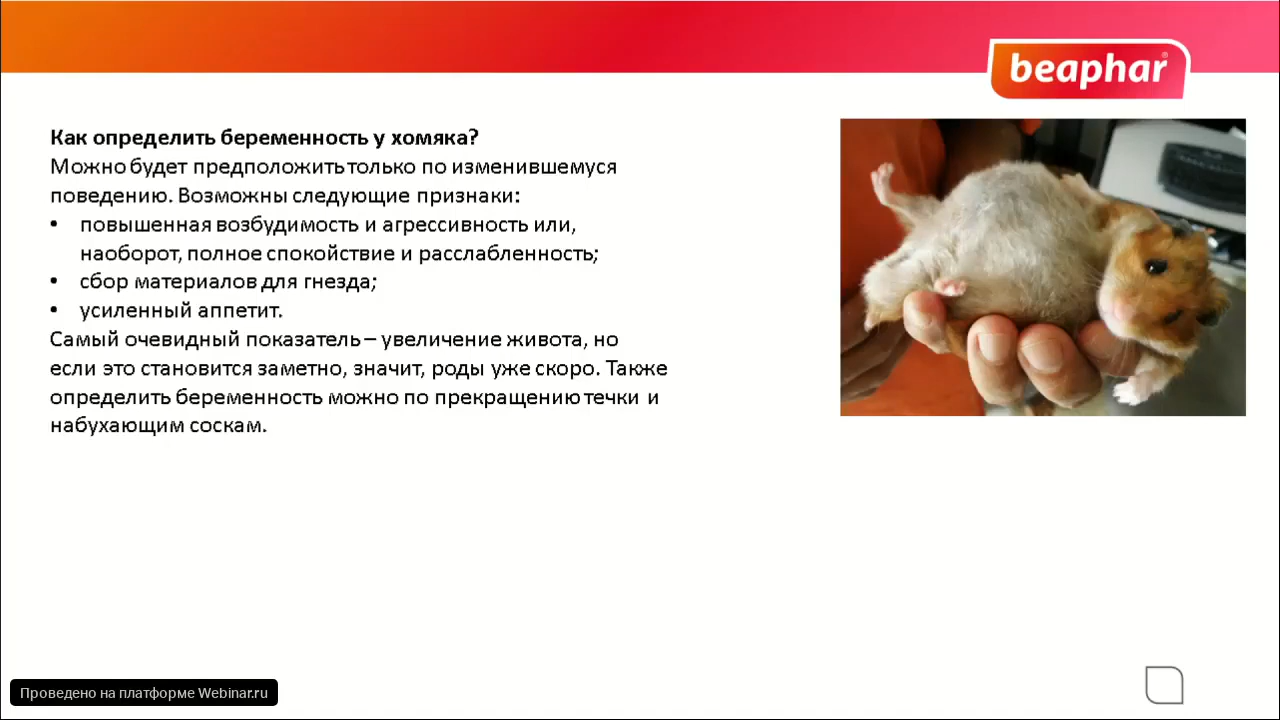 beaphar®
Как определить беременность у хомяка?
Можно будет предположить только по изменившемуся
поведению. Возможны следующие признаки:
• повышенная возбудимость и агрессивность или,
наоборот, полное спокойствие и расслабленность;
• сбор материалов для гнезда;
• усиленный аппетит.
Самый очевидный показатель – увеличение живота, но
если это становится заметно, значит, роды уже скоро. Также
определить беременность можно по прекращению течки и
набухающим соскам.
Проведено на платформе Webinar.ru